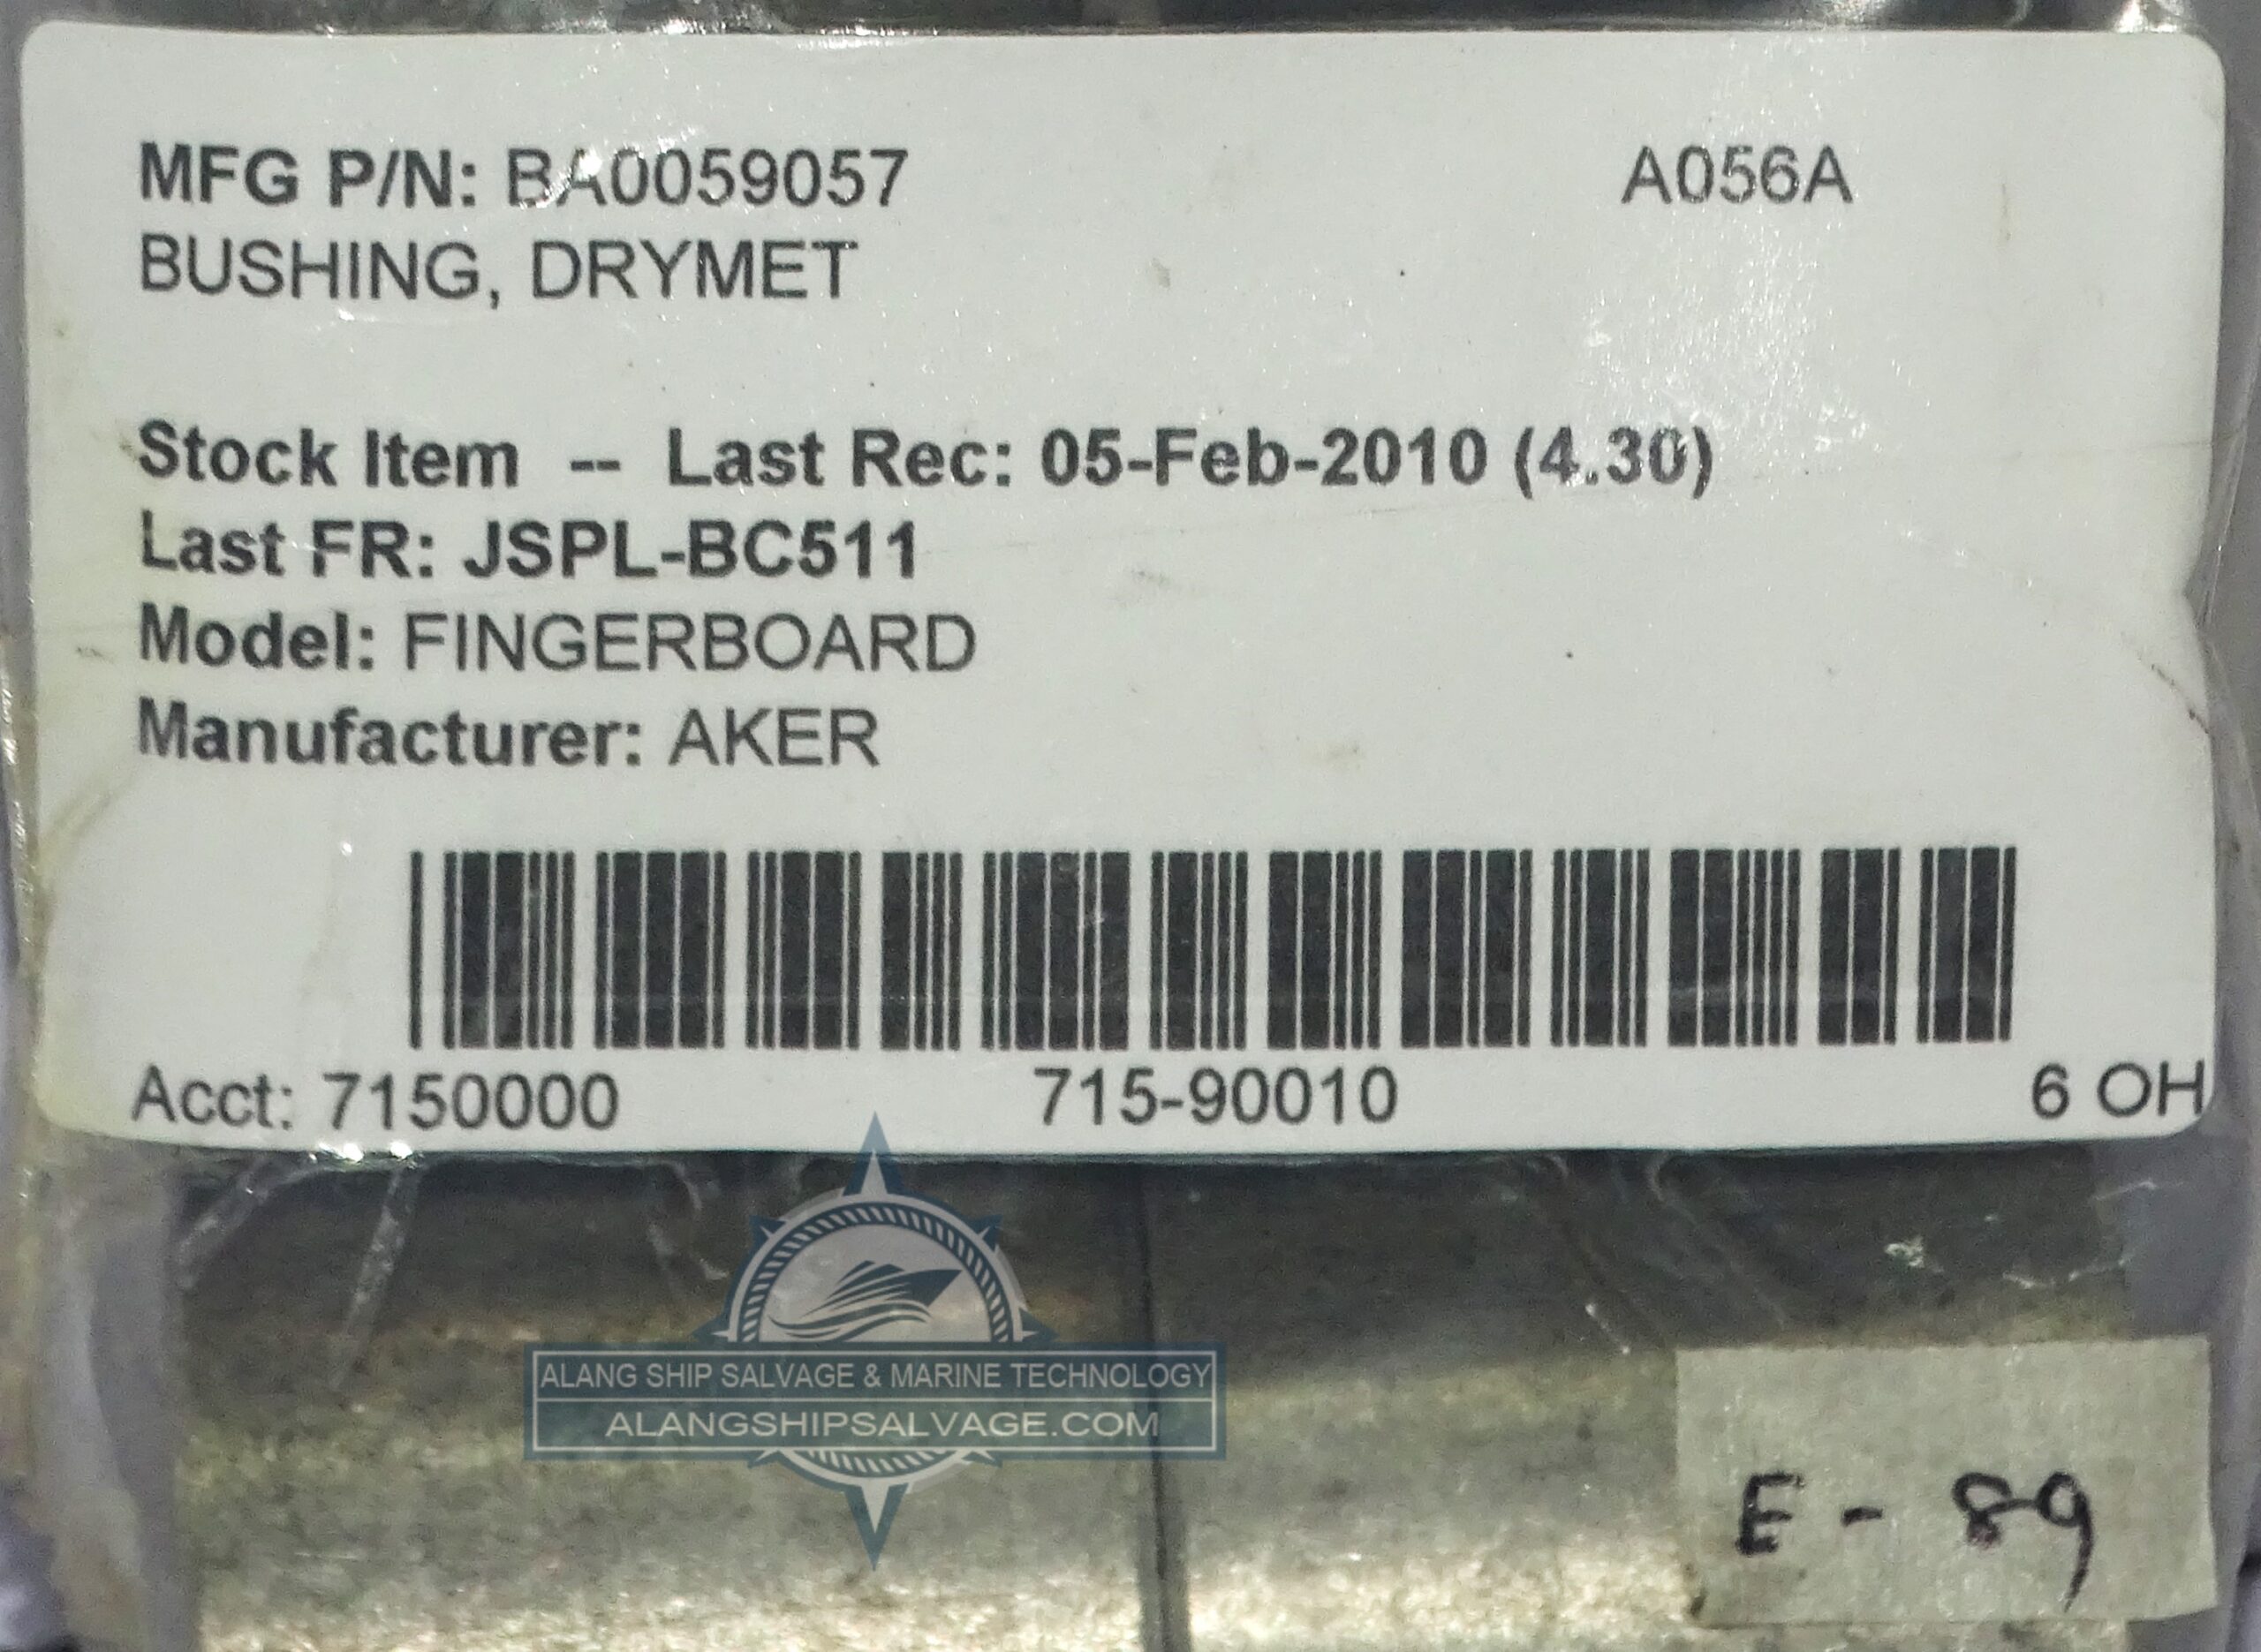 MFG P/N: BA0059057 A056A
BUSHING, DRYMET
Stock Item -- Last Rec: 05-Feb-2010 (4.30)
Last FR: JSPL-BC511
Model: FINGERBOARD
Manufacturer: AKER
Acct: 7150000 715-90010 6 OH
ALANG SHIP SALVAGE & MARINE TECHNOLOGY
ALANGSHIPSALVAGE.COM
E - 89